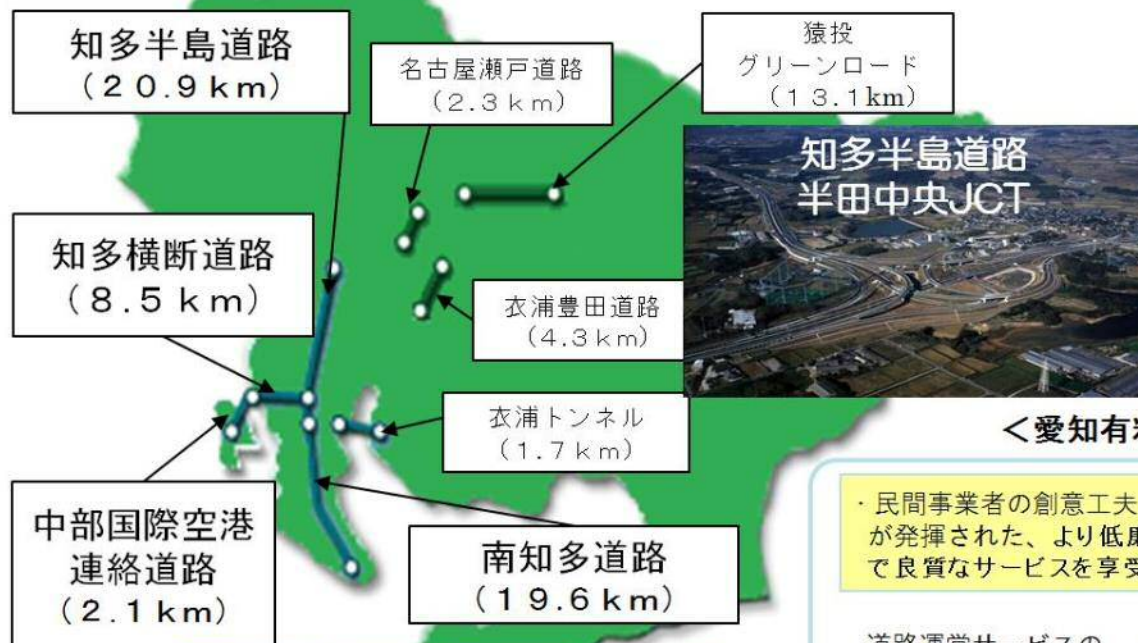 知多半島道路
（２０.９ｋｍ）
名古屋瀬戸道路
（2.3ｋｍ）
猿投
グリーンロード
（13.1km）
知多半島道路
半田中央JCT
知多横断道路
（８.５ｋｍ）
衣浦豊田道路
（4.3ｋｍ）
衣浦トンネル
（1.7ｋｍ）
中部国際空港
連絡道路
（２.１ｋｍ）
南知多道路
（１９.６ｋｍ）
＜愛知有
・民間事業者の創意工夫
が発揮された、より低
で良質なサービスを享受